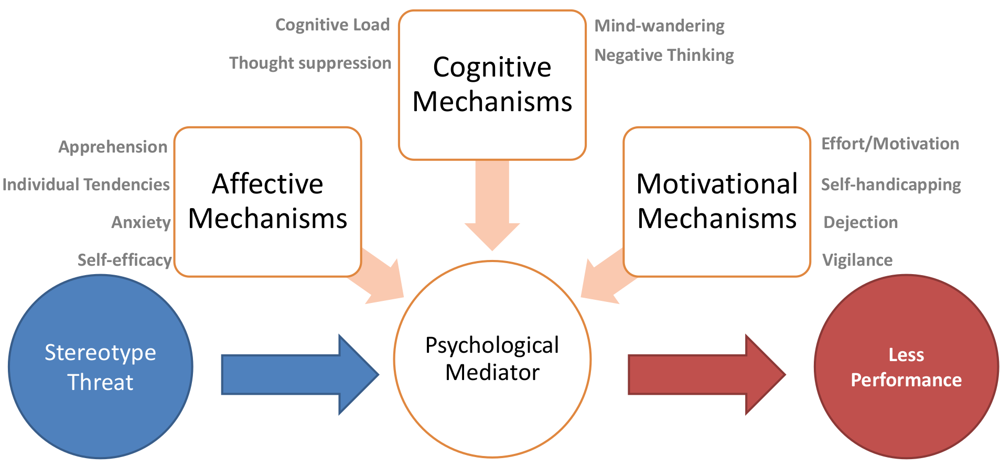 Cognitive Load
Thought suppression
Cognitive
Mechanisms
Mind-wandering
Negative Thinking
Apprehension
Individual Tendencies
Anxiety
Self-efficacy
Affective
Mechanisms
Motivational
Mechanisms
Effort/Motivation
Self-handicapping
Dejection
Vigilance
Stereotype
Threat
Psychological
Mediator
Less
Performance